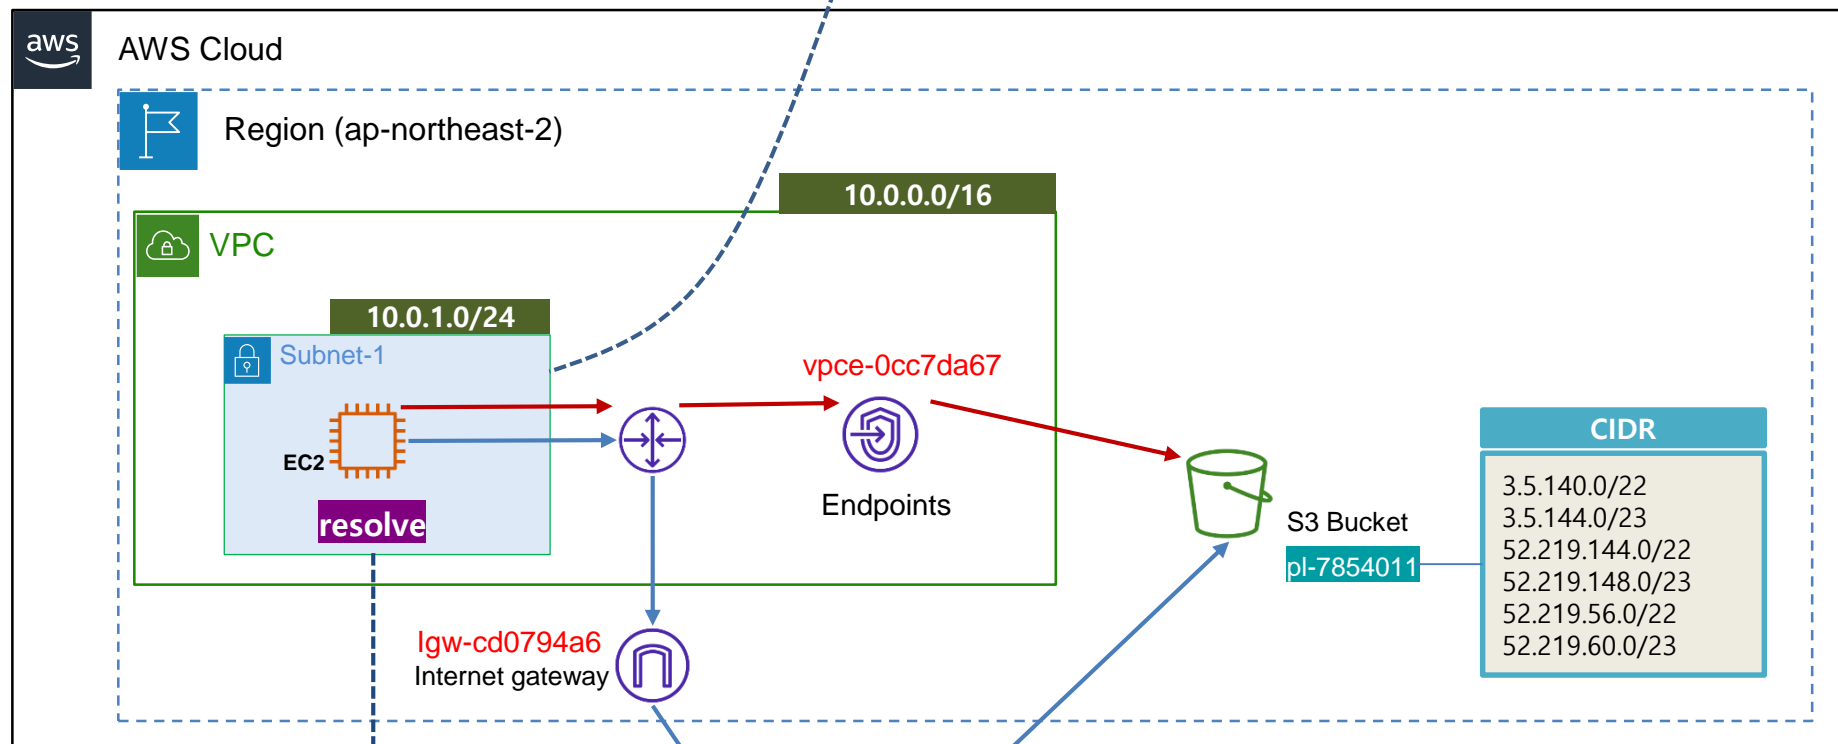 aws
AWS Cloud
Region (ap-northeast-2)
10.0.0.0/16
VPC
10.0.1.0/24
Subnet-1
vpce-0cc7da67
EC2
resolve
Endpoints
CIDR
3.5.140.0/22
3.5.144.0/23
52.219.144.0/22
52.219.148.0/23
52.219.56.0/22
52.219.60.0/23
S3 Bucket
pl-7854011
Igw-cd0794a6
Internet gateway